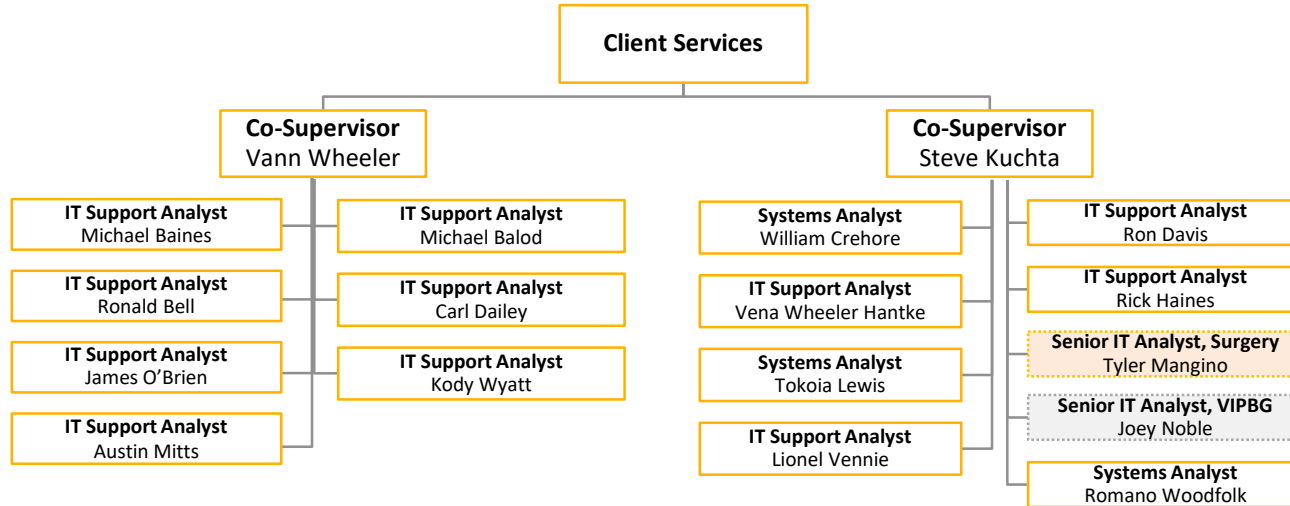 Client Services
Co-Supervisor
Vann Wheeler
IT Support Analyst
Michael Baines
IT Support Analyst
Michael Balod
IT Support Analyst
Ronald Bell
IT Support Analyst
Carl Dailey
IT Support Analyst
James O’Brien
IT Support Analyst
Kody Wyatt
IT Support Analyst
Austin Mitts
Co-Supervisor
Steve Kuchta
Systems Analyst
William Crehore
IT Support Analyst
Ron Davis
IT Support Analyst
Vena Wheeler Hantke
IT Support Analyst
Rick Haines
Systems Analyst
Tokoia Lewis
Senior IT Analyst, Surgery
Tyler Mangino
IT Support Analyst
Lionel Vennie
Senior IT Analyst, VIPBG
Joey Noble
Systems Analyst
Romano Woodfolk